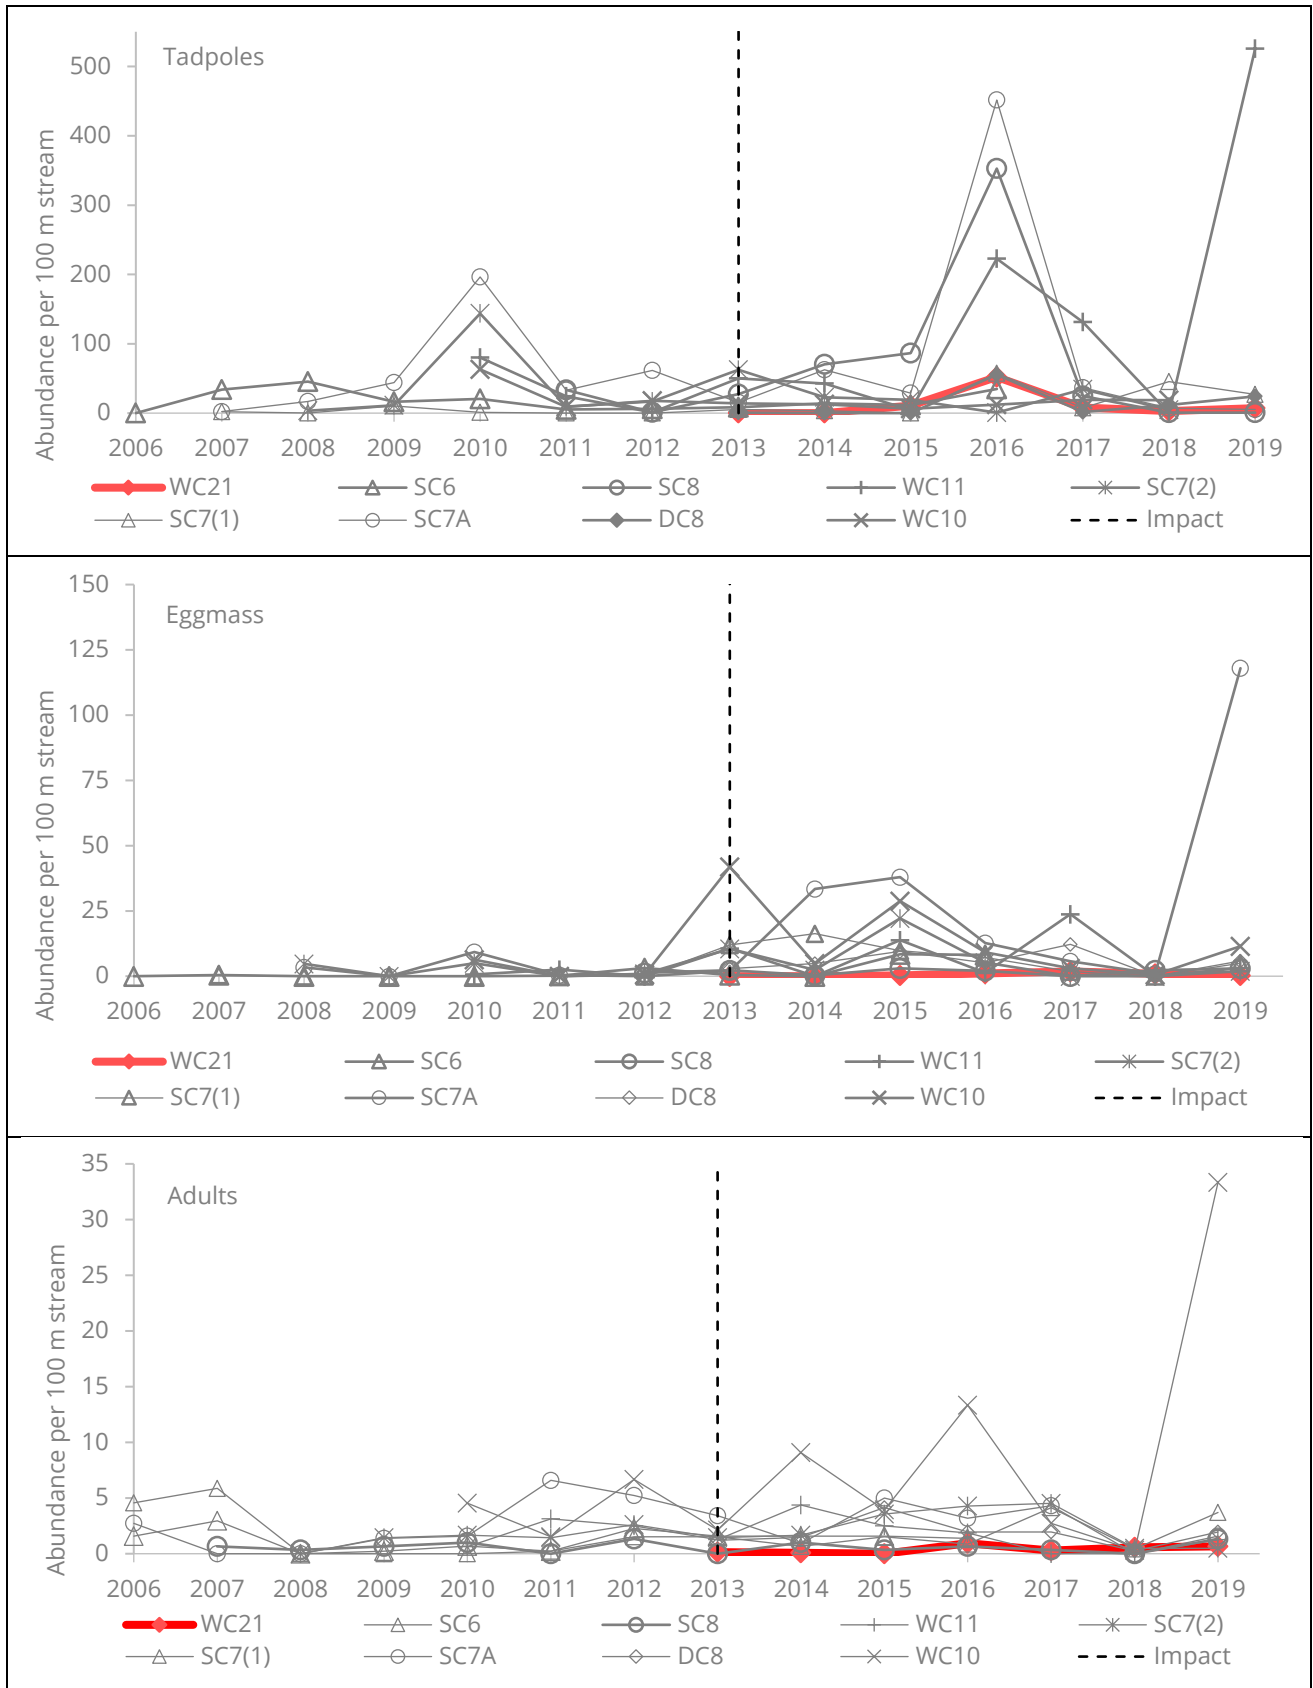 Tadpoles
Abundance per 100 m stream
500
400
300
200
100
0
2006 2007 2008 2009 2010 2011 2012 2013 2014 2015 2016 2017 2018 2019
WC21 SC6 SC8 WC11 SC7(2)
SC7(1) SC7A DC8 WC10 Impact
Eggmass
Abundance per 100 m stream
150
125
100
75
50
25
0
2006 2007 2008 2009 2010 2011 2012 2013 2014 2015 2016 2017 2018 2019
WC21 SC6 SC8 WC11 SC7(2)
SC7(1) SC7A DC8 WC10 Impact
Adults
Abundance per 100 m stream
35
30
25
20
15
10
5
0
2006 2007 2008 2009 2010 2011 2012 2013 2014 2015 2016 2017 2018 2019
WC21 SC6 SC8 WC11 SC7(2)
SC7(1) SC7A DC8 WC10 Impact